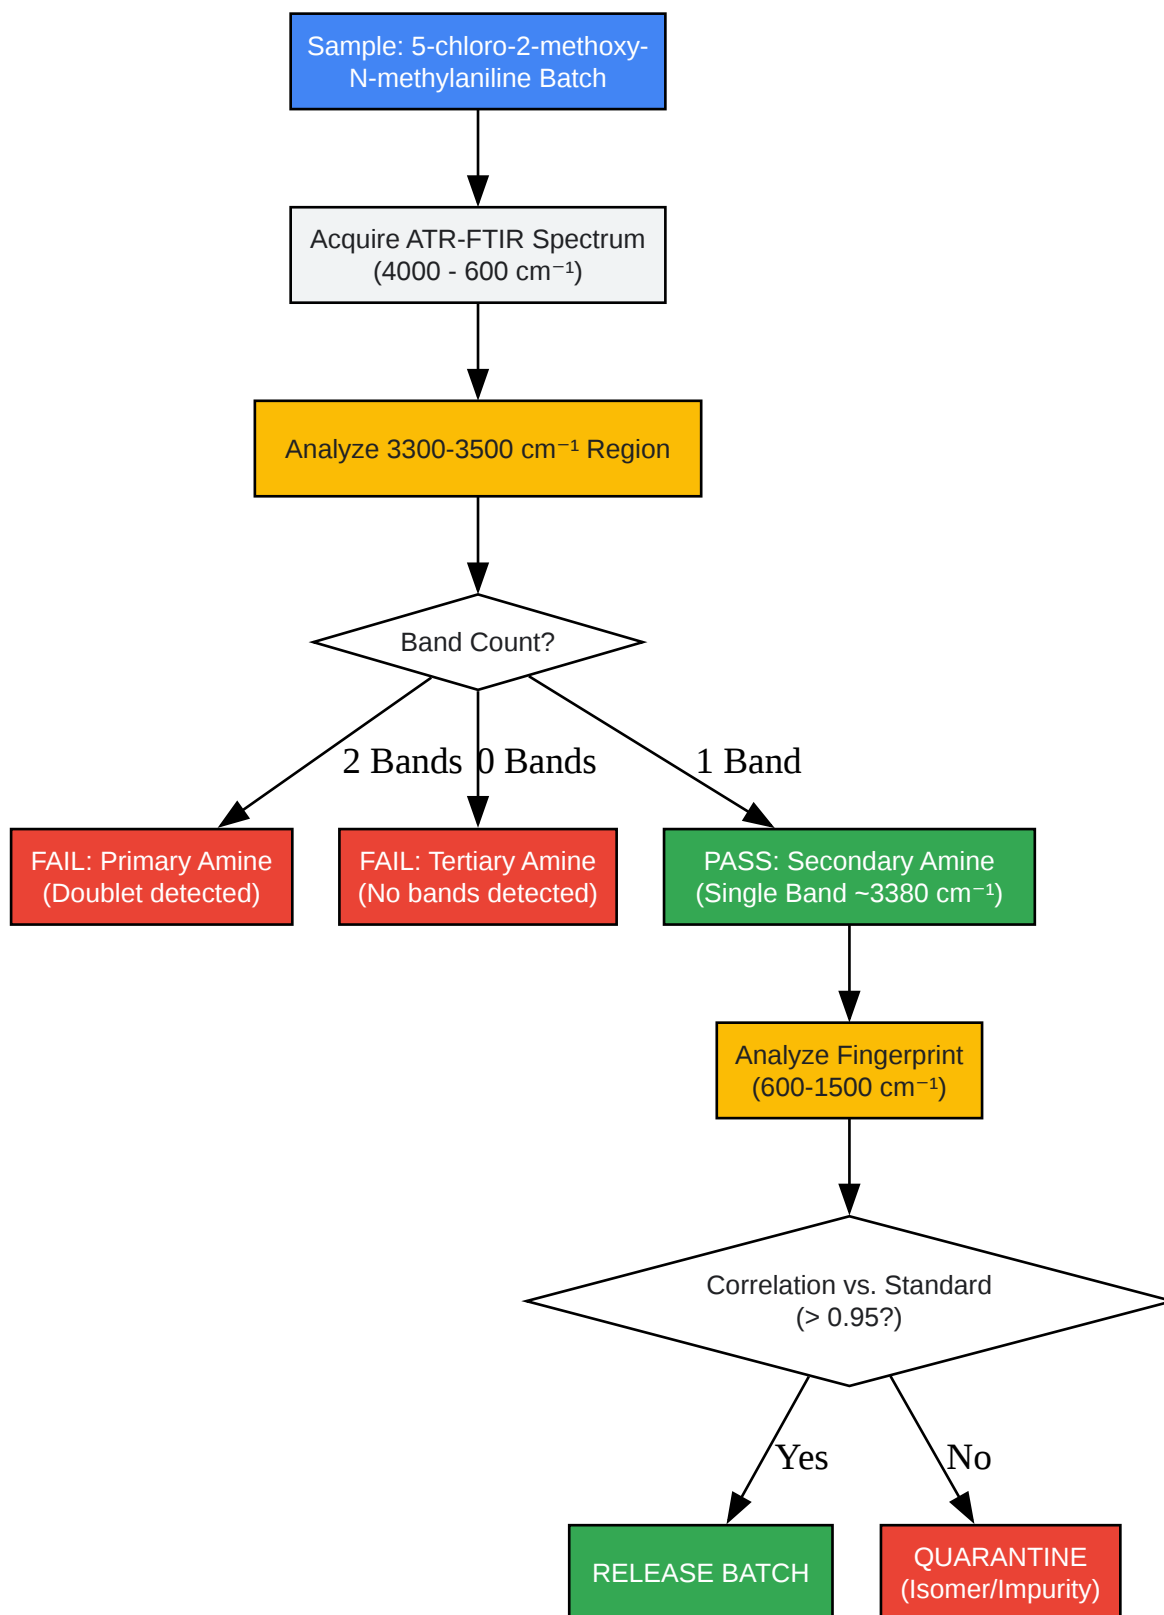 Sample: 5-chloro-2-methoxy-
N-methylaniline Batch
Acquire ATR-FTIR Spectrum
(4000 - 600 cm⁻¹)
Analyze 3300-3500 cm⁻¹ Region
Band Count?
2 Bands
0 Bands
1 Band
FAIL: Primary Amine
(Doublet detected)
FAIL: Tertiary Amine
(No bands detected)
PASS: Secondary Amine
(Single Band ~3380 cm⁻¹)
Analyze Fingerprint
(600-1500 cm⁻¹)
Correlation vs. Standard
(> 0.95?)
Yes
No
RELEASE BATCH
QUARANTINE
(Isomer/Impurity)